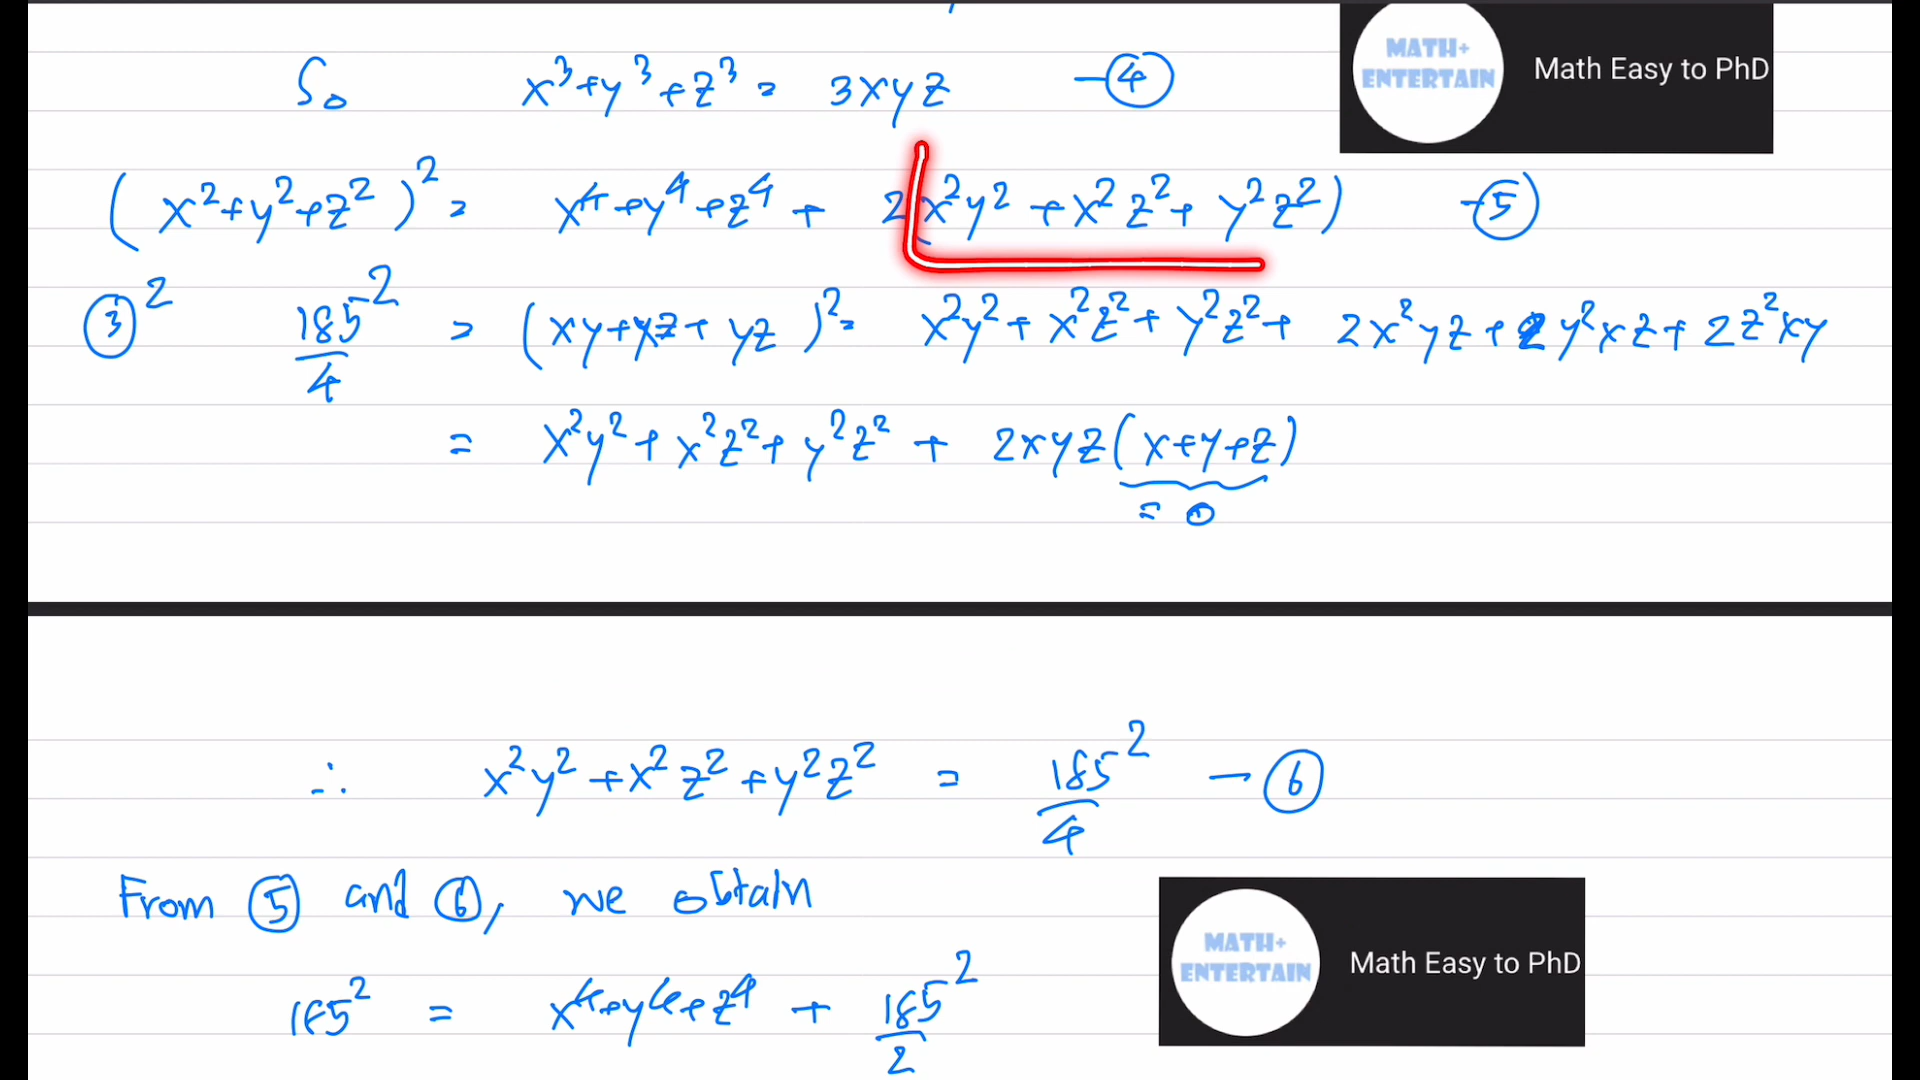 MATH+
ENTERTAIN
Math Easy to PhD
So x³+y³+z³ = 3xyz -④
(x²+y²+z²)² = x⁴+y⁴+z⁴ + 2(x²y²+x²z²+y²z²) -⑤
③² 185²/4 = (xy+xz+yz)² = x²y²+x²z²+y²z²+2x²yz+2y²xz+2z²xy
= x²y²+x²z²+y²z² + 2xyz(x+y+z)
= 0
∴ x²y²+x²z²+y²z² = 185²/4 -⑥
From ⑤ and ⑥, we obtain
185² = x⁴+y⁴+z⁴ + 185²/2
MATH+
ENTERTAIN
Math Easy to PhD